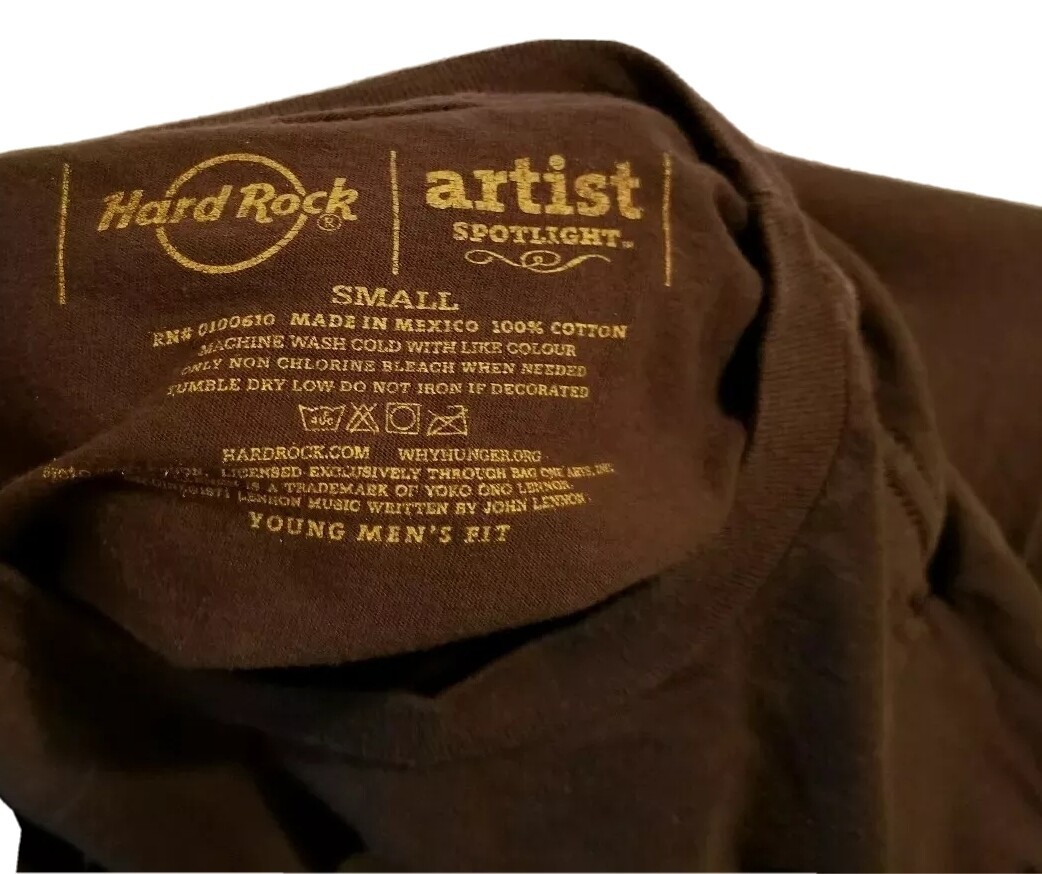 Hard Rock ®
artist
SPOTLIGHT™
SMALL
RN# 0100610 MADE IN MEXICO 100% COTTON
MACHINE WASH COLD WITH LIKE COLOUR
ONLY NON CHLORINE BLEACH WHEN NEEDED
TUMBLE DRY LOW DO NOT IRON IF DECORATED
HARDROCK.COM WHYHUNGER.ORG
LICENSED EXCLUSIVELY THROUGH BAG ONE ARTS, INC.
IS A TRADEMARK OF YOKO ONO LENNON
LENNON MUSIC WRITTEN BY JOHN LENNON
YOUNG MEN'S FIT